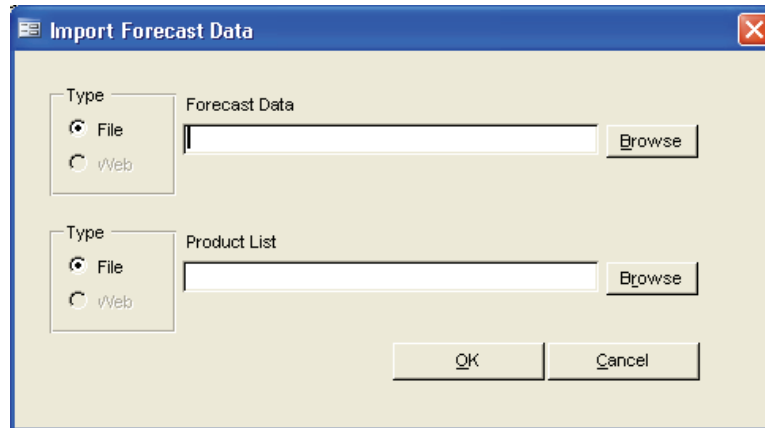 Import Forecast Data
Type
Forecast Data
File
Browse
Web
Type
Product List
File
Browse
Web
OK
Cancel